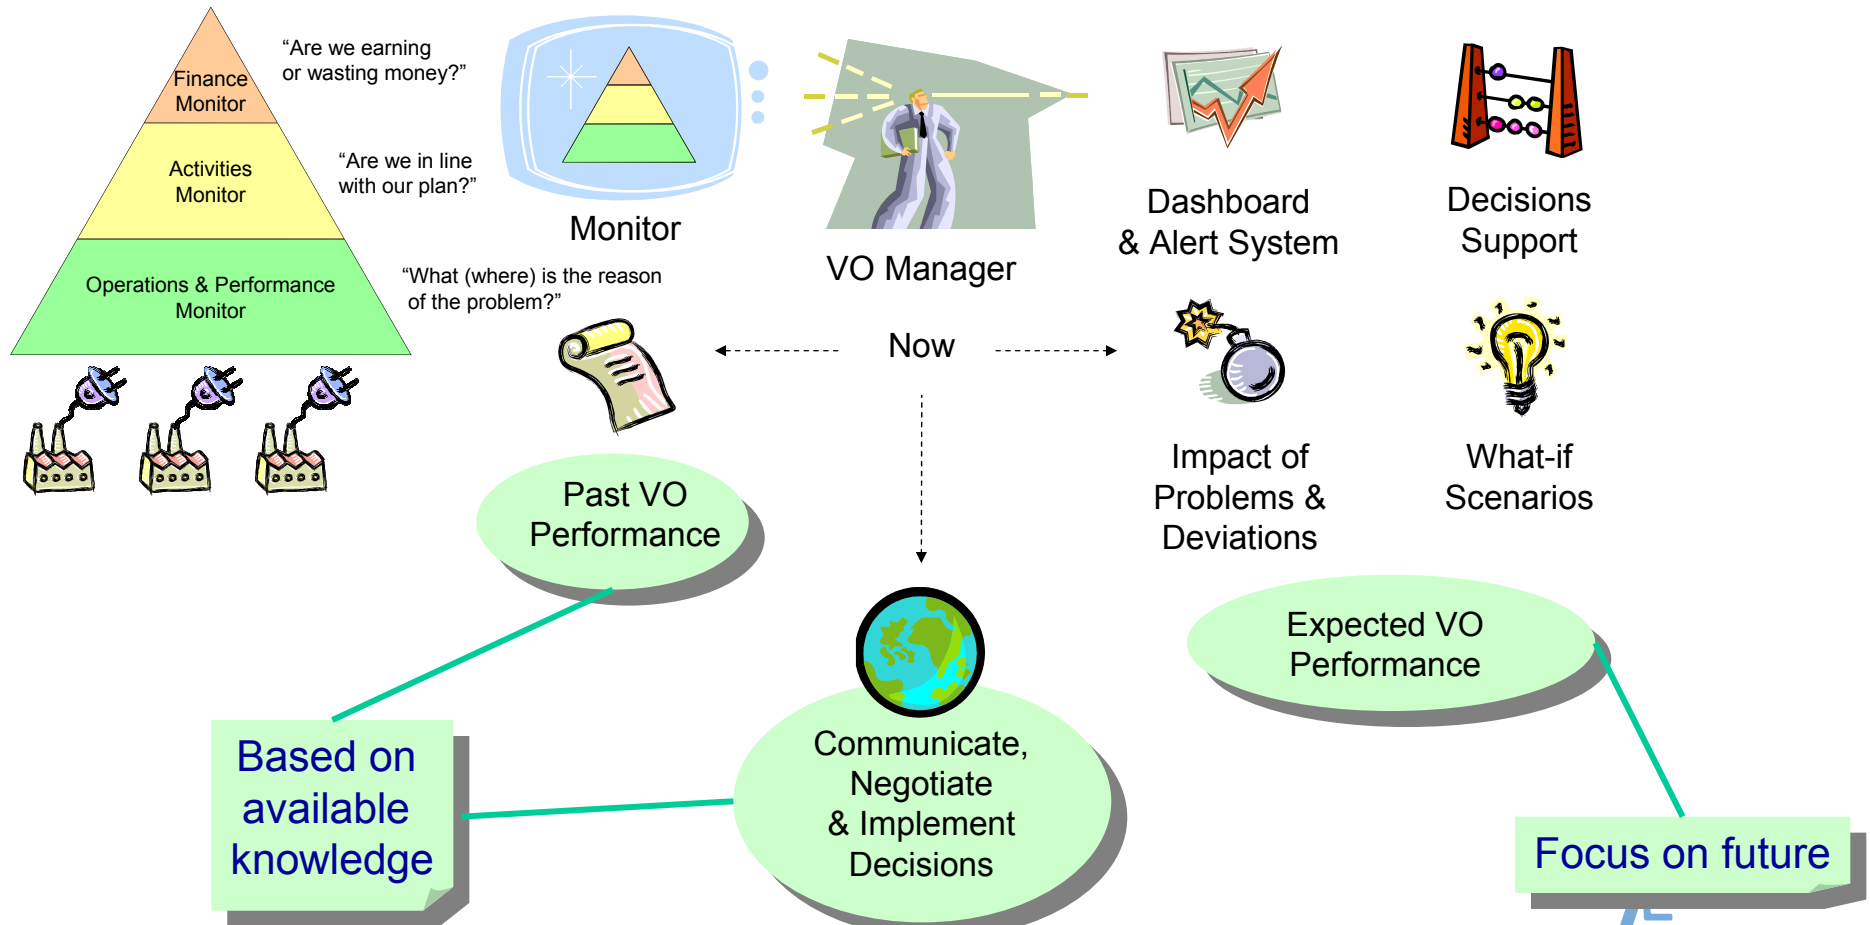 Finance
Monitor
“Are we earning
or wasting money?”
Activities
Monitor
“Are we in line
with our plan?”
Operations & Performance
Monitor
“What (where) is the reason
of the problem?”
Monitor
VO Manager
Dashboard
& Alert System
Decisions
Support
Now
Impact of
Problems &
Deviations
What-if
Scenarios
Past VO
Performance
Expected VO
Performance
Based on
available
knowledge
Communicate,
Negotiate
& Implement
Decisions
Focus on future